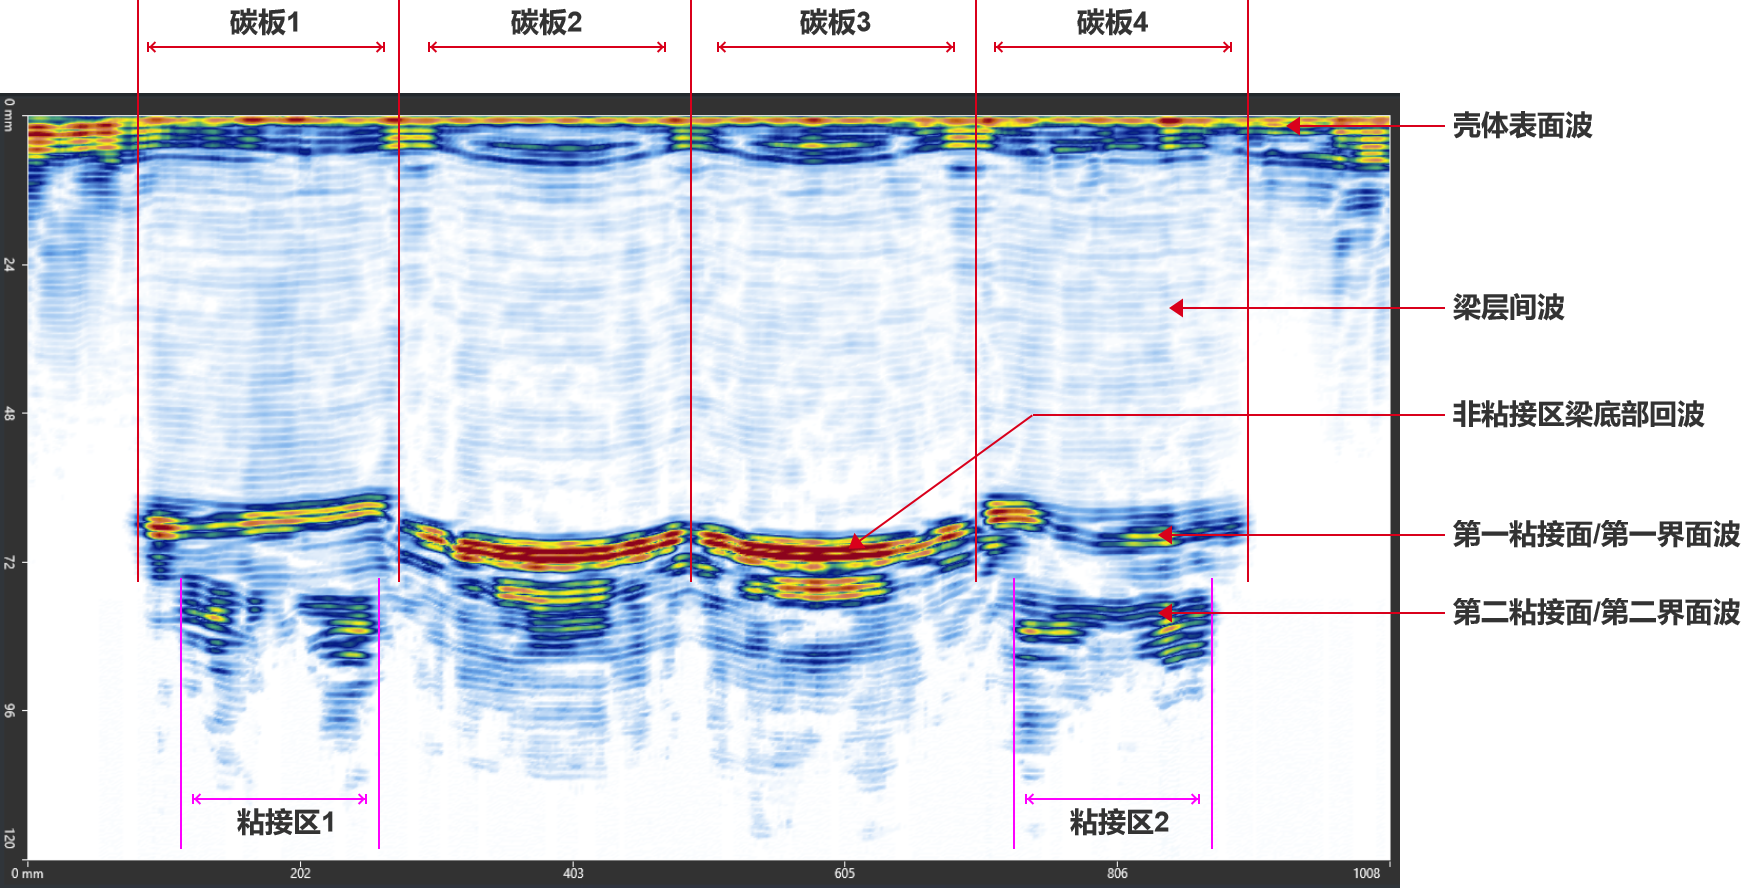 碳板1
碳板2
碳板3
碳板4
0 mm
24
48
72
96
120
0 mm
202
403
605
806
1008
壳体表面波
梁层间波
非粘接区梁底部回波
第一粘接面/第一界面波
第二粘接面/第二界面波
粘接区1
粘接区2